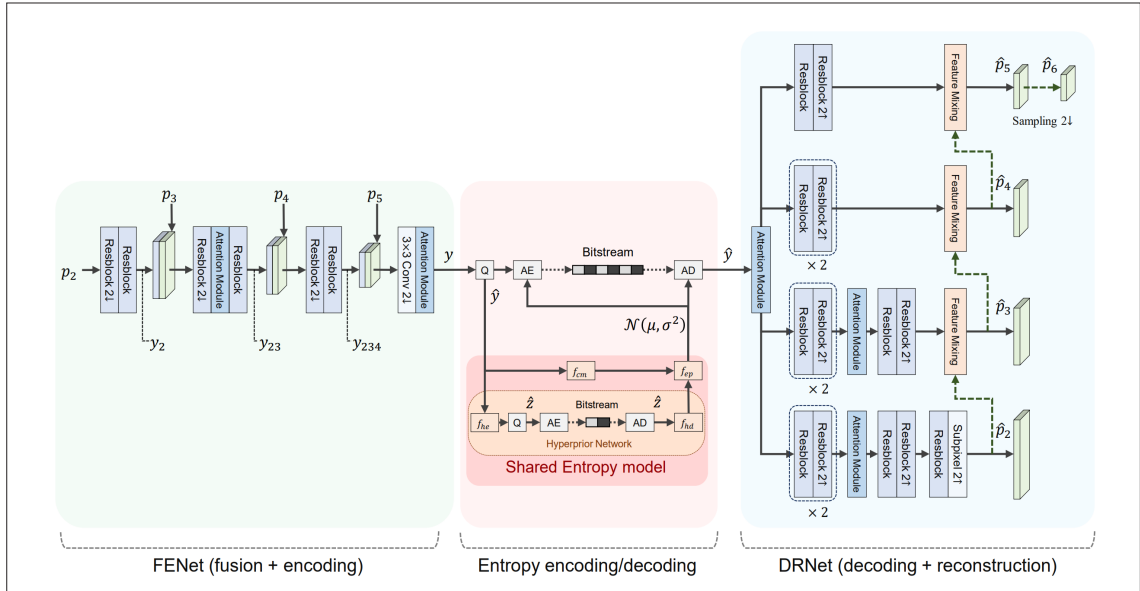 p₂
Resblock 2↓
Resblock
y₂
p₃
Resblock 2↓
Attention Module
Resblock
y₂₃
p₄
Resblock 2↓
Resblock
y₂₃₄
p₅
3×3 Conv 2↓
Attention Module
y
FENet (fusion + encoding)
Q
AE
Bitstream
AD
ŷ
ŷ
𝒩(μ, σ²)
f_cm
f_ep
f_he
Q
ẑ
AE
Bitstream
AD
ẑ
f_hd
Hyperprior Network
Shared Entropy model
Entropy encoding/decoding
Attention Module
Resblock
Resblock 2↑
Feature Mixing
p̂₅
p̂₆
Sampling 2↓
Resblock
Resblock 2↑
× 2
Feature Mixing
p̂₄
Resblock
Resblock 2↑
× 2
Attention Module
Resblock
Resblock 2↑
Feature Mixing
p̂₃
Resblock
Resblock 2↑
× 2
Attention Module
Resblock
Resblock 2↑
Resblock
Subpixel 2↑
p̂₂
DRNet (decoding + reconstruction)